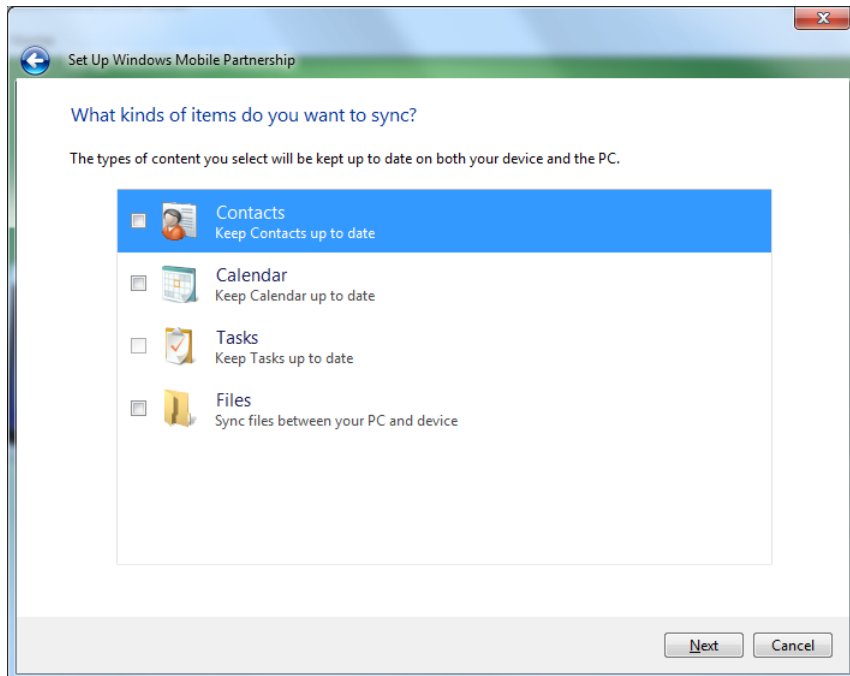 Set Up Windows Mobile Partnership
What kinds of items do you want to sync?
The types of content you select will be kept up to date on both your device and the PC.
Contacts
Keep Contacts up to date
Calendar
Keep Calendar up to date
Tasks
Keep Tasks up to date
Files
Sync files between your PC and device
Next Cancel